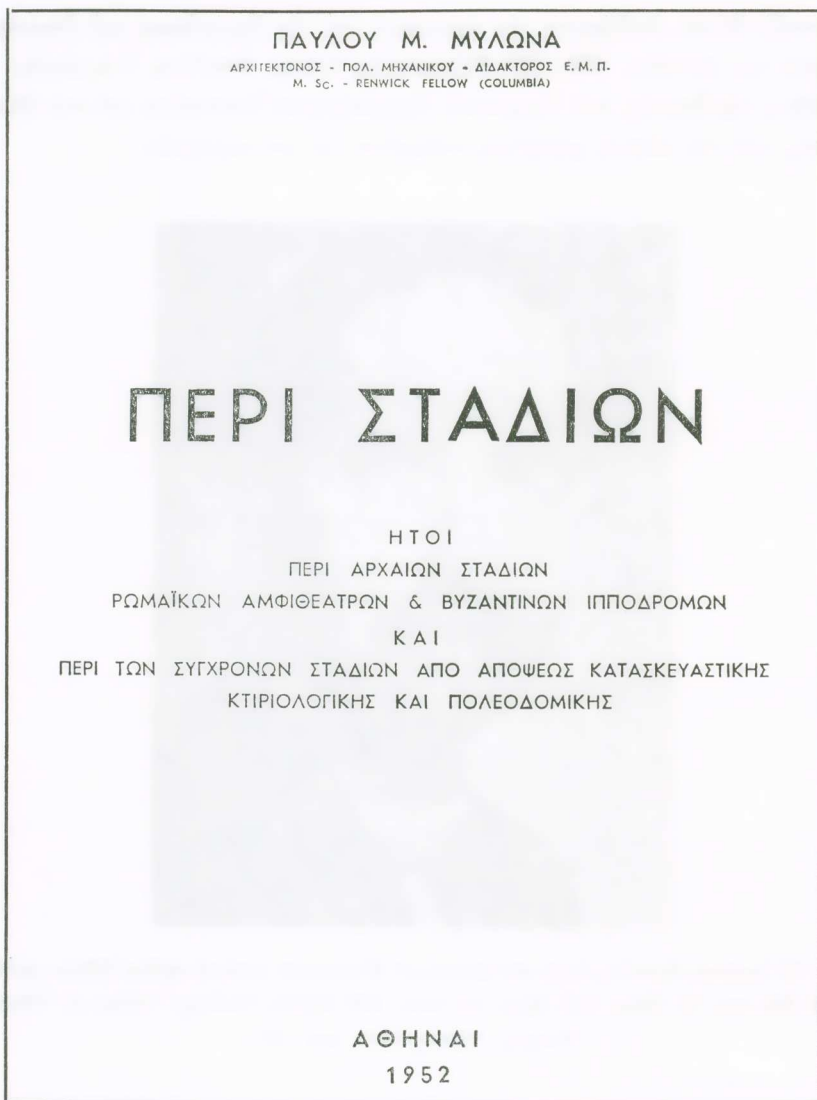 ΠΑΥΛΟΥ Μ. ΜΥΛΩΝΑ
ΑΡΧΙΤΕΚΤΟΝΟΣ - ΠΟΛ. ΜΗΧΑΝΙΚΟΥ - ΔΙΔΑΚΤΟΡΟΣ Ε. Μ. Π.
M. Sc. - RENWICK FELLOW (COLUMBIA)
ΠΕΡΙ ΣΤΑΔΙΩΝ
ΗΤΟΙ
ΠΕΡΙ ΑΡΧΑΙΩΝ ΣΤΑΔΙΩΝ
ΡΩΜΑΪΚΩΝ ΑΜΦΙΘΕΑΤΡΩΝ & ΒΥΖΑΝΤΙΝΩΝ ΙΠΠΟΔΡΟΜΩΝ
ΚΑΙ
ΠΕΡΙ ΤΩΝ ΣΥΓΧΡΟΝΩΝ ΣΤΑΔΙΩΝ ΑΠΟ ΑΠΟΨΕΩΣ ΚΑΤΑΣΚΕΥΑΣΤΙΚΗΣ
ΚΤΙΡΙΟΛΟΓΙΚΗΣ ΚΑΙ ΠΟΛΕΟΔΟΜΙΚΗΣ
ΑΘΗΝΑΙ
1952